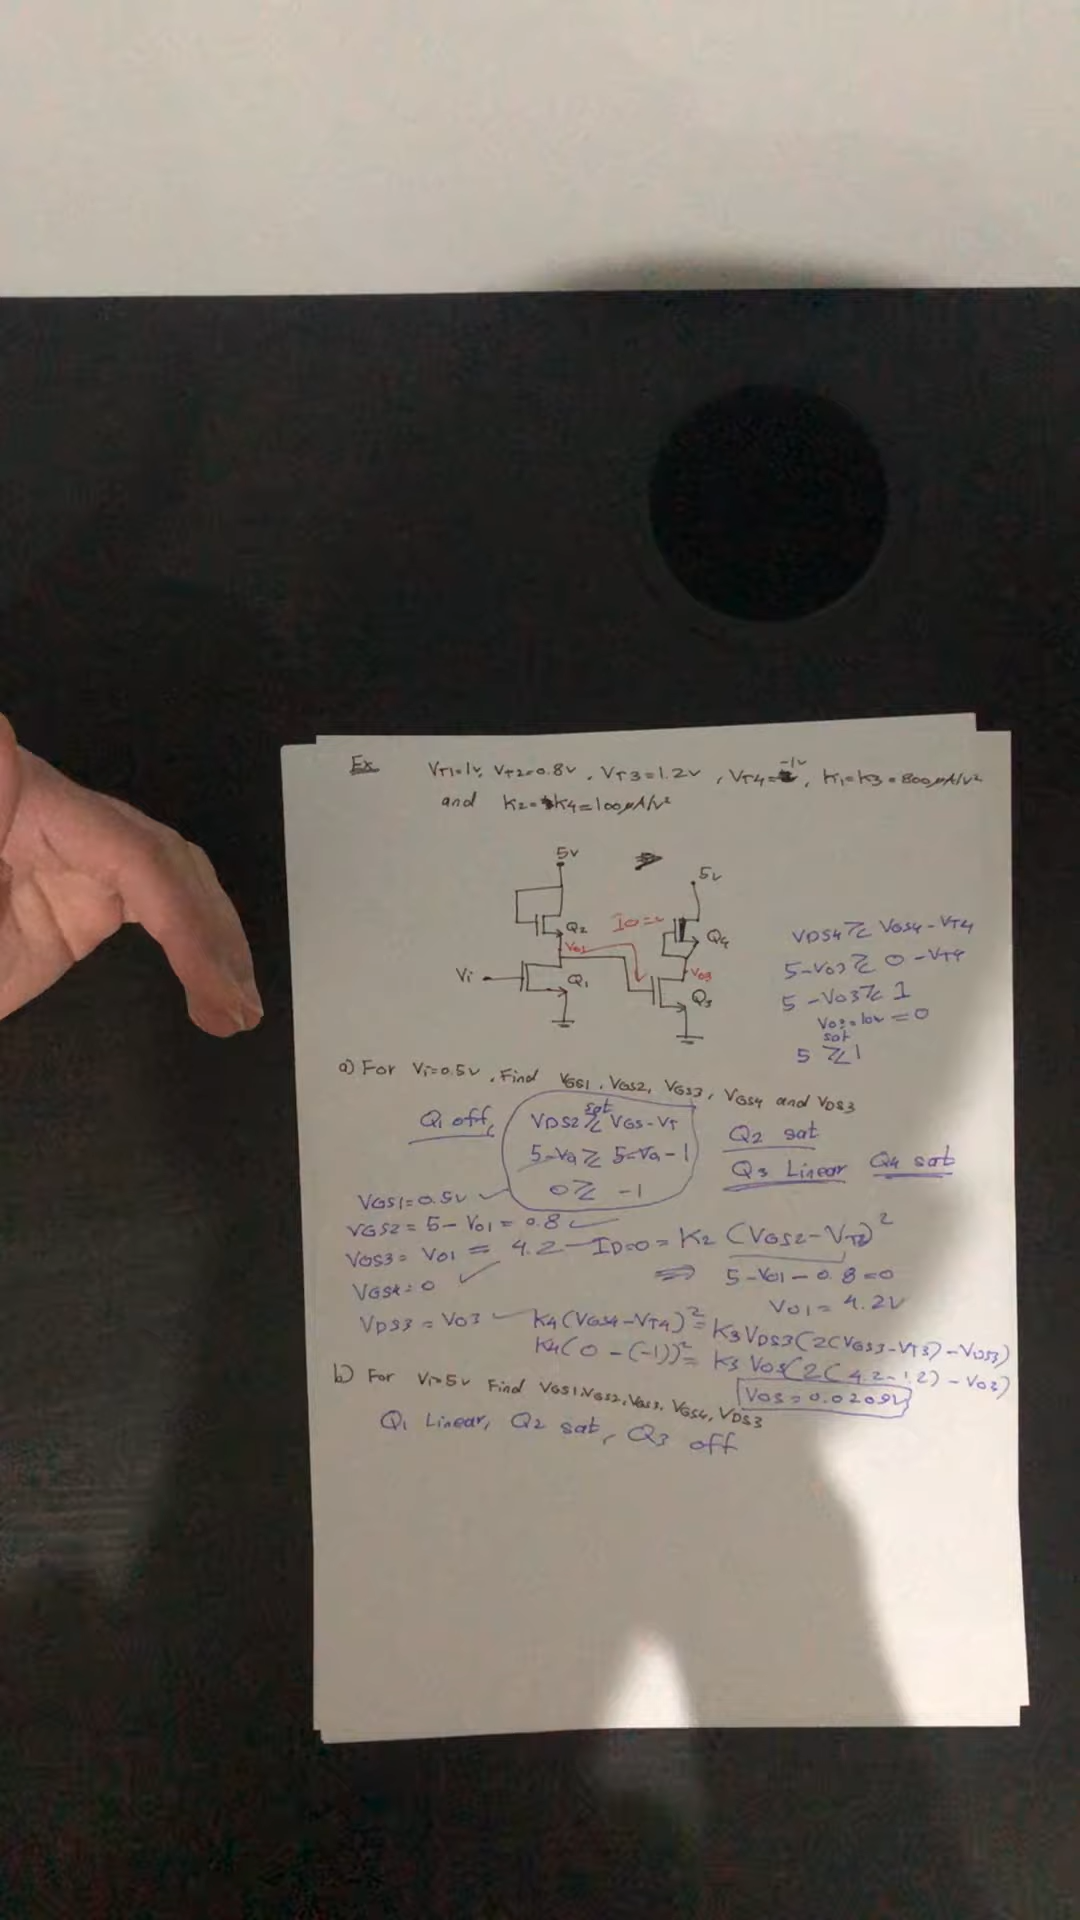 Ex VT1=1v, VT2=0.8v, VT3=1.2v, VT4=-1v, K1=K3=800μA/v²
and K2=K4=100μA/v²
5v
5v
Q2
ID=0
Q4
Vo1
Vo3
Vi
Q1
Q3
VDS4 ≥ VGS4-VT4
5-Vo3 ≥ 0-VT4
5-Vo3 ≥ 1
Vo3=low=0
sat
5 ≥ 1
a) For Vi=0.5v, Find VGS1, VGS2, VGS3, VGS4 and VDS3
Q1 off,
sat
VDS2 ≥ VGS-VT
5-Va ≥ 5-Va-1
0 ≥ -1
Q2 sat
Q3 Linear Q4 sat
VGS1=0.5v ✓
VGS2=5-Vo1=0.8 ✓
VGS3=Vo1=4.2 ID=0=K2(VGS2-VT2)²
VGS4=0 ✓ ⇒ 5-Vo1-0.8=0
Vo1=4.2V
VDS3=Vo3 K4(VGS4-VT4)²=K3VDS3(2(VGS3-VT3)-VDS3)
K4(0-(-1))²=K3 Vo3(2(4.2-1.2)-Vo3)
Vo3=0.0209V
b) For Vi=5v Find VGS1,VGS2,VGS3,VGS4,VDS3
Q1 Linear, Q2 sat, Q3 off